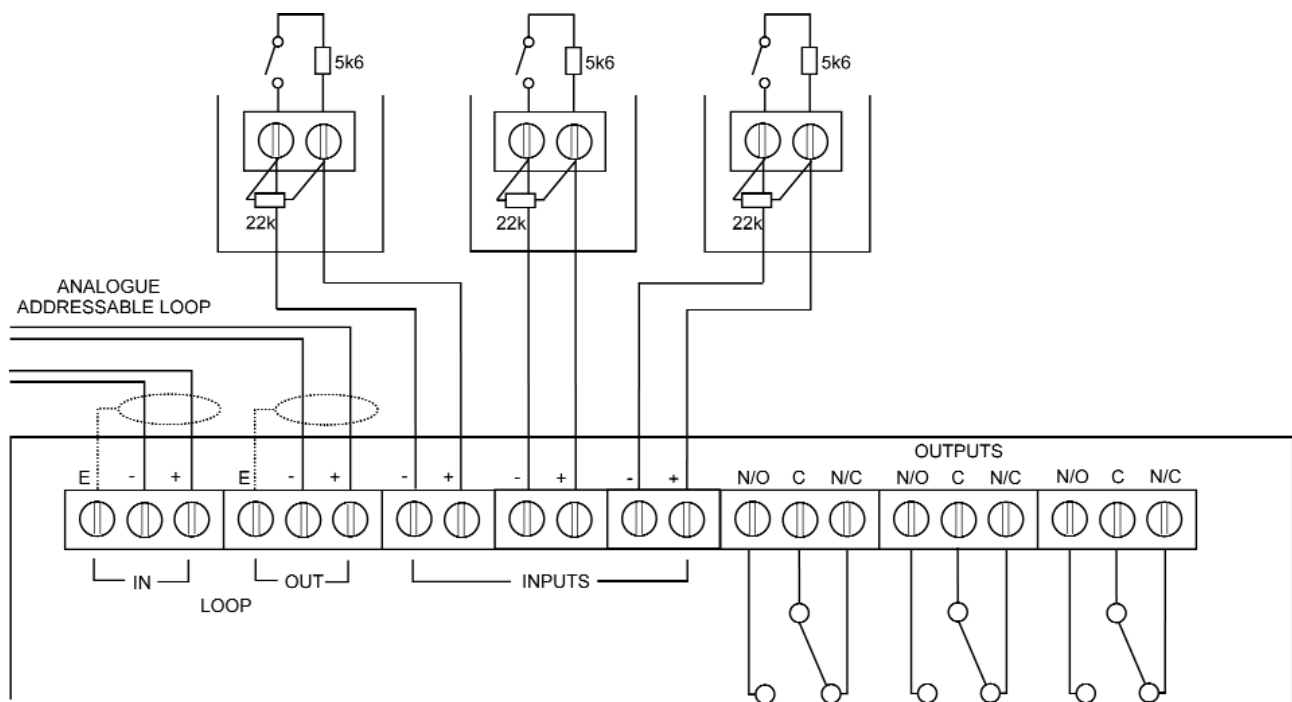 5k6 5k6 5k6
22k 22k 22k
ANALOGUE
ADDRESSABLE LOOP
OUTPUTS
E - + E - + - + - + - + N/O C N/C N/O C N/C N/O C N/C
IN OUT INPUTS
LOOP